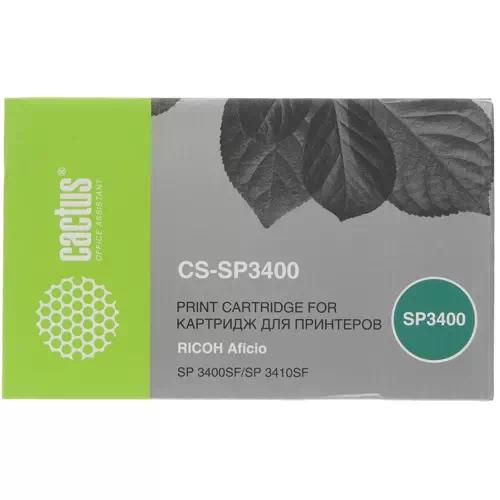 cactus®
OFFICE ASSISTANT
CS-SP3400
PRINT CARTRIDGE FOR
КАРТРИДЖ ДЛЯ ПРИНТЕРОВ
RICOH Aficio
SP 3400SF/SP 3410SF
SP3400